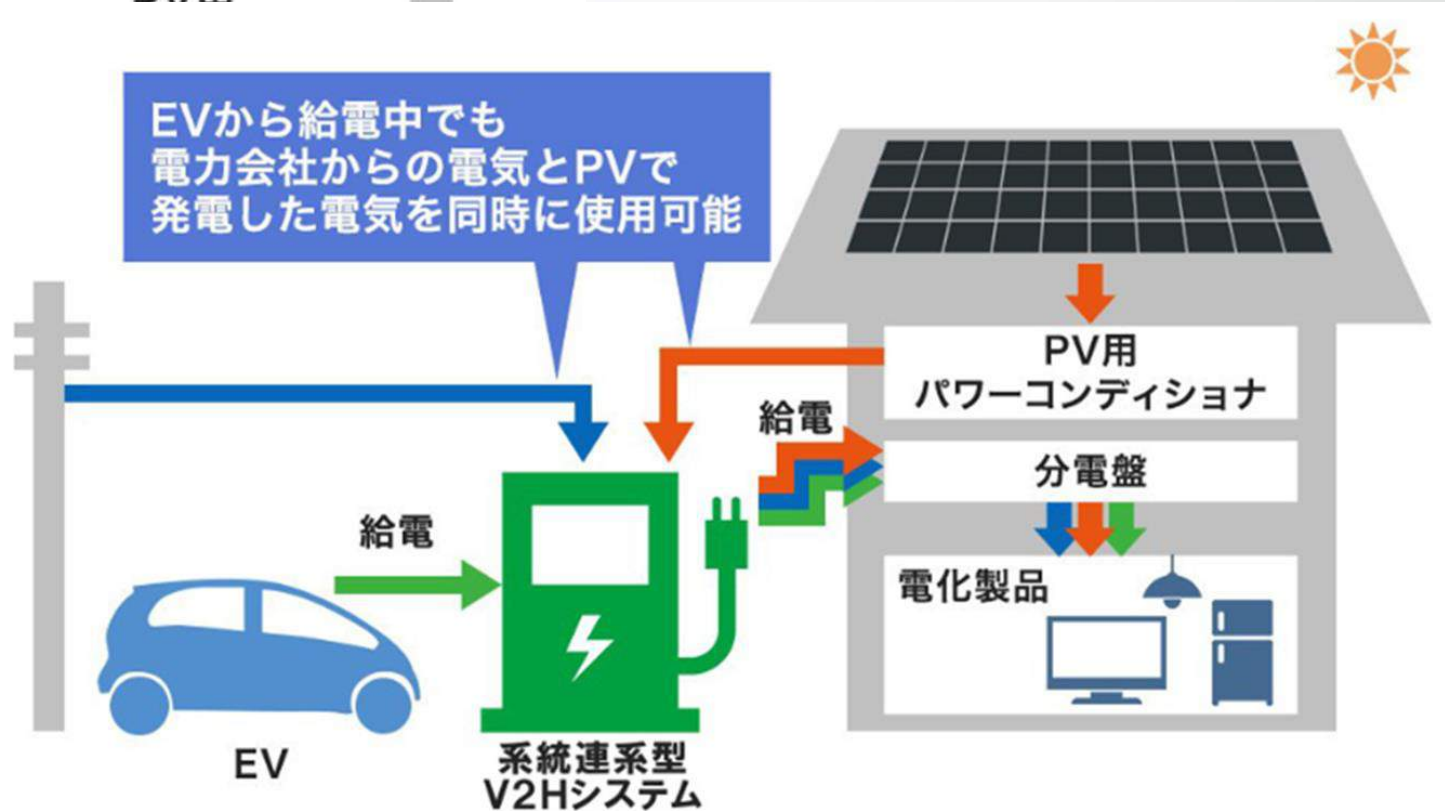 EVから給電中でも
電力会社からの電気とPVで
発電した電気を同時に使用可能
PV用
パワーコンディショナ
給電
分電盤
給電
電化製品
EV
系統連系型
V2Hシステム